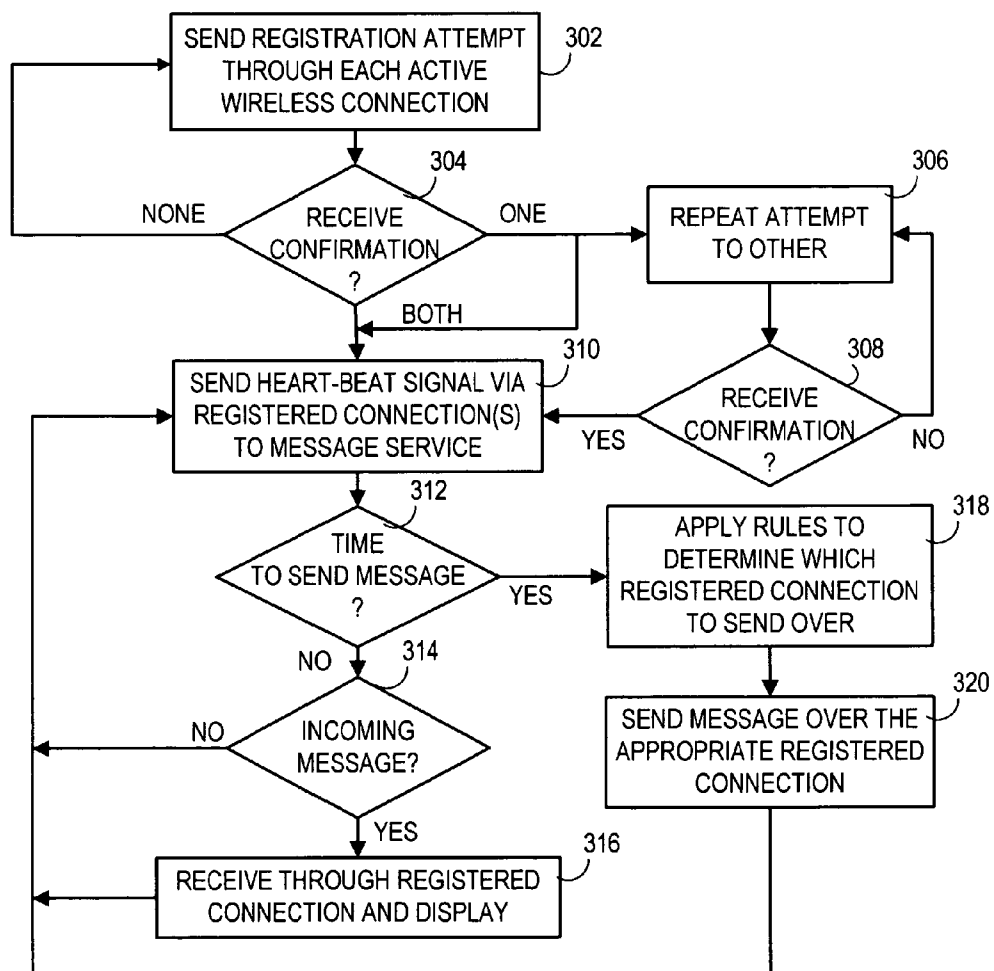 SEND REGISTRATION ATTEMPT
THROUGH EACH ACTIVE
WIRELESS CONNECTION
302
304
RECEIVE
CONFIRMATION
?
NONE
ONE
BOTH
306
REPEAT ATTEMPT
TO OTHER
308
RECEIVE
CONFIRMATION
?
YES
NO
310
SEND HEART-BEAT SIGNAL VIA
REGISTERED CONNECTION(S)
TO MESSAGE SERVICE
312
TIME
TO SEND MESSAGE
?
YES
NO
318
APPLY RULES TO
DETERMINE WHICH
REGISTERED CONNECTION
TO SEND OVER
314
INCOMING
MESSAGE?
NO
YES
320
SEND MESSAGE OVER THE
APPROPRIATE REGISTERED
CONNECTION
316
RECEIVE THROUGH REGISTERED
CONNECTION AND DISPLAY